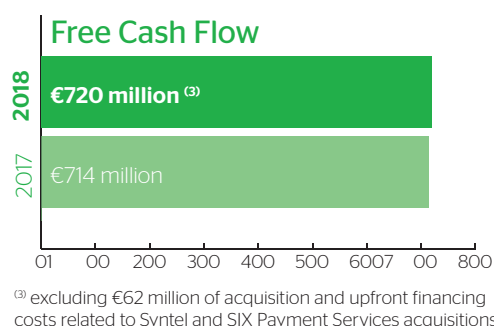 Free Cash Flow
2018
€720 million (3)
2017
€714 million
01 00 200 300 400 500 6007 00 800
(3) excluding €62 million of acquisition and upfront financing
costs related to Syntel and SIX Payment Services acquisitions